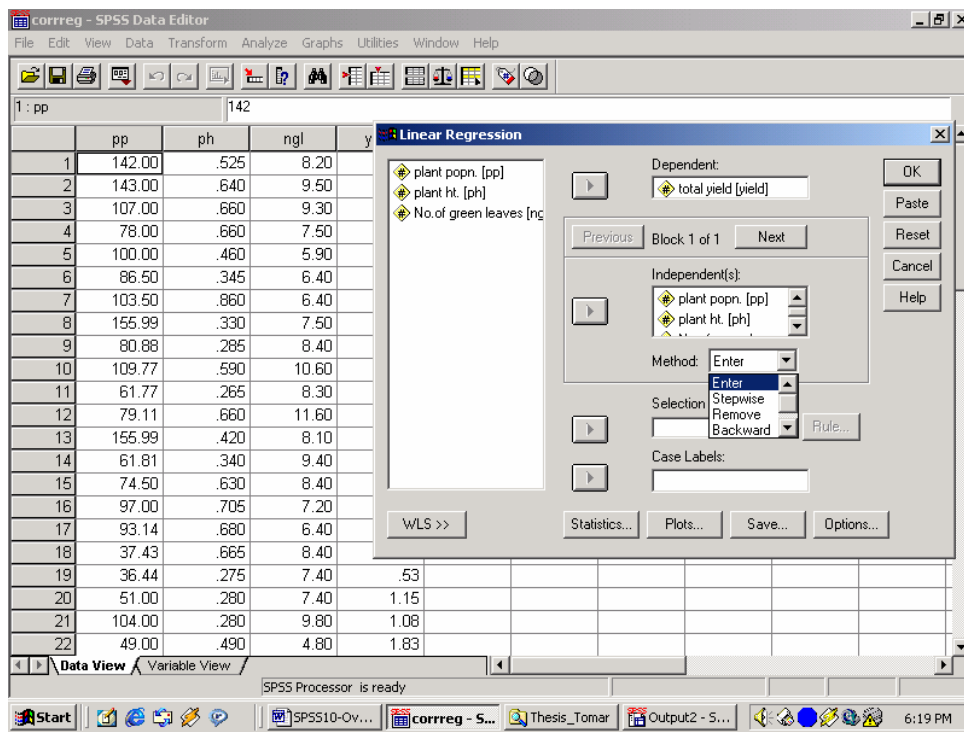 corrreg - SPSS Data Editor
File Edit View Data Transform Analyze Graphs Utilities Window Help
1 : pp 142
pp ph ngl y
1 142.00 .525 8.20
2 143.00 .640 9.50
3 107.00 .660 9.30
4 78.00 .660 7.50
5 100.00 .460 5.90
6 86.50 .345 6.40
7 103.50 .860 6.40
8 155.99 .330 7.50
9 80.88 .285 8.40
10 109.77 .590 10.60
11 61.77 .265 8.30
12 79.11 .660 11.60
13 155.99 .420 8.10
14 61.81 .340 9.40
15 74.50 .630 8.40
16 97.00 .705 7.20
17 93.14 .680 6.40
18 37.43 .665 8.40
19 36.44 .275 7.40 .53
20 51.00 .280 7.40 1.15
21 104.00 .280 9.80 1.08
22 49.00 .490 4.80 1.83
Linear Regression
plant popn. [pp]
plant ht. [ph]
No.of green leaves [ng
Dependent:
total yield [yield]
Previous Block 1 of 1 Next
Independent(s):
plant popn. [pp]
plant ht. [ph]
Method: Enter
Enter
Stepwise
Remove
Backward
Selection
Rule...
Case Labels:
WLS >> Statistics... Plots... Save... Options...
OK
Paste
Reset
Cancel
Help
Data View Variable View
SPSS Processor is ready
Start SPSS10-Ov... corrreg - S... Thesis_Tomar Output2 - S... 6:19 PM